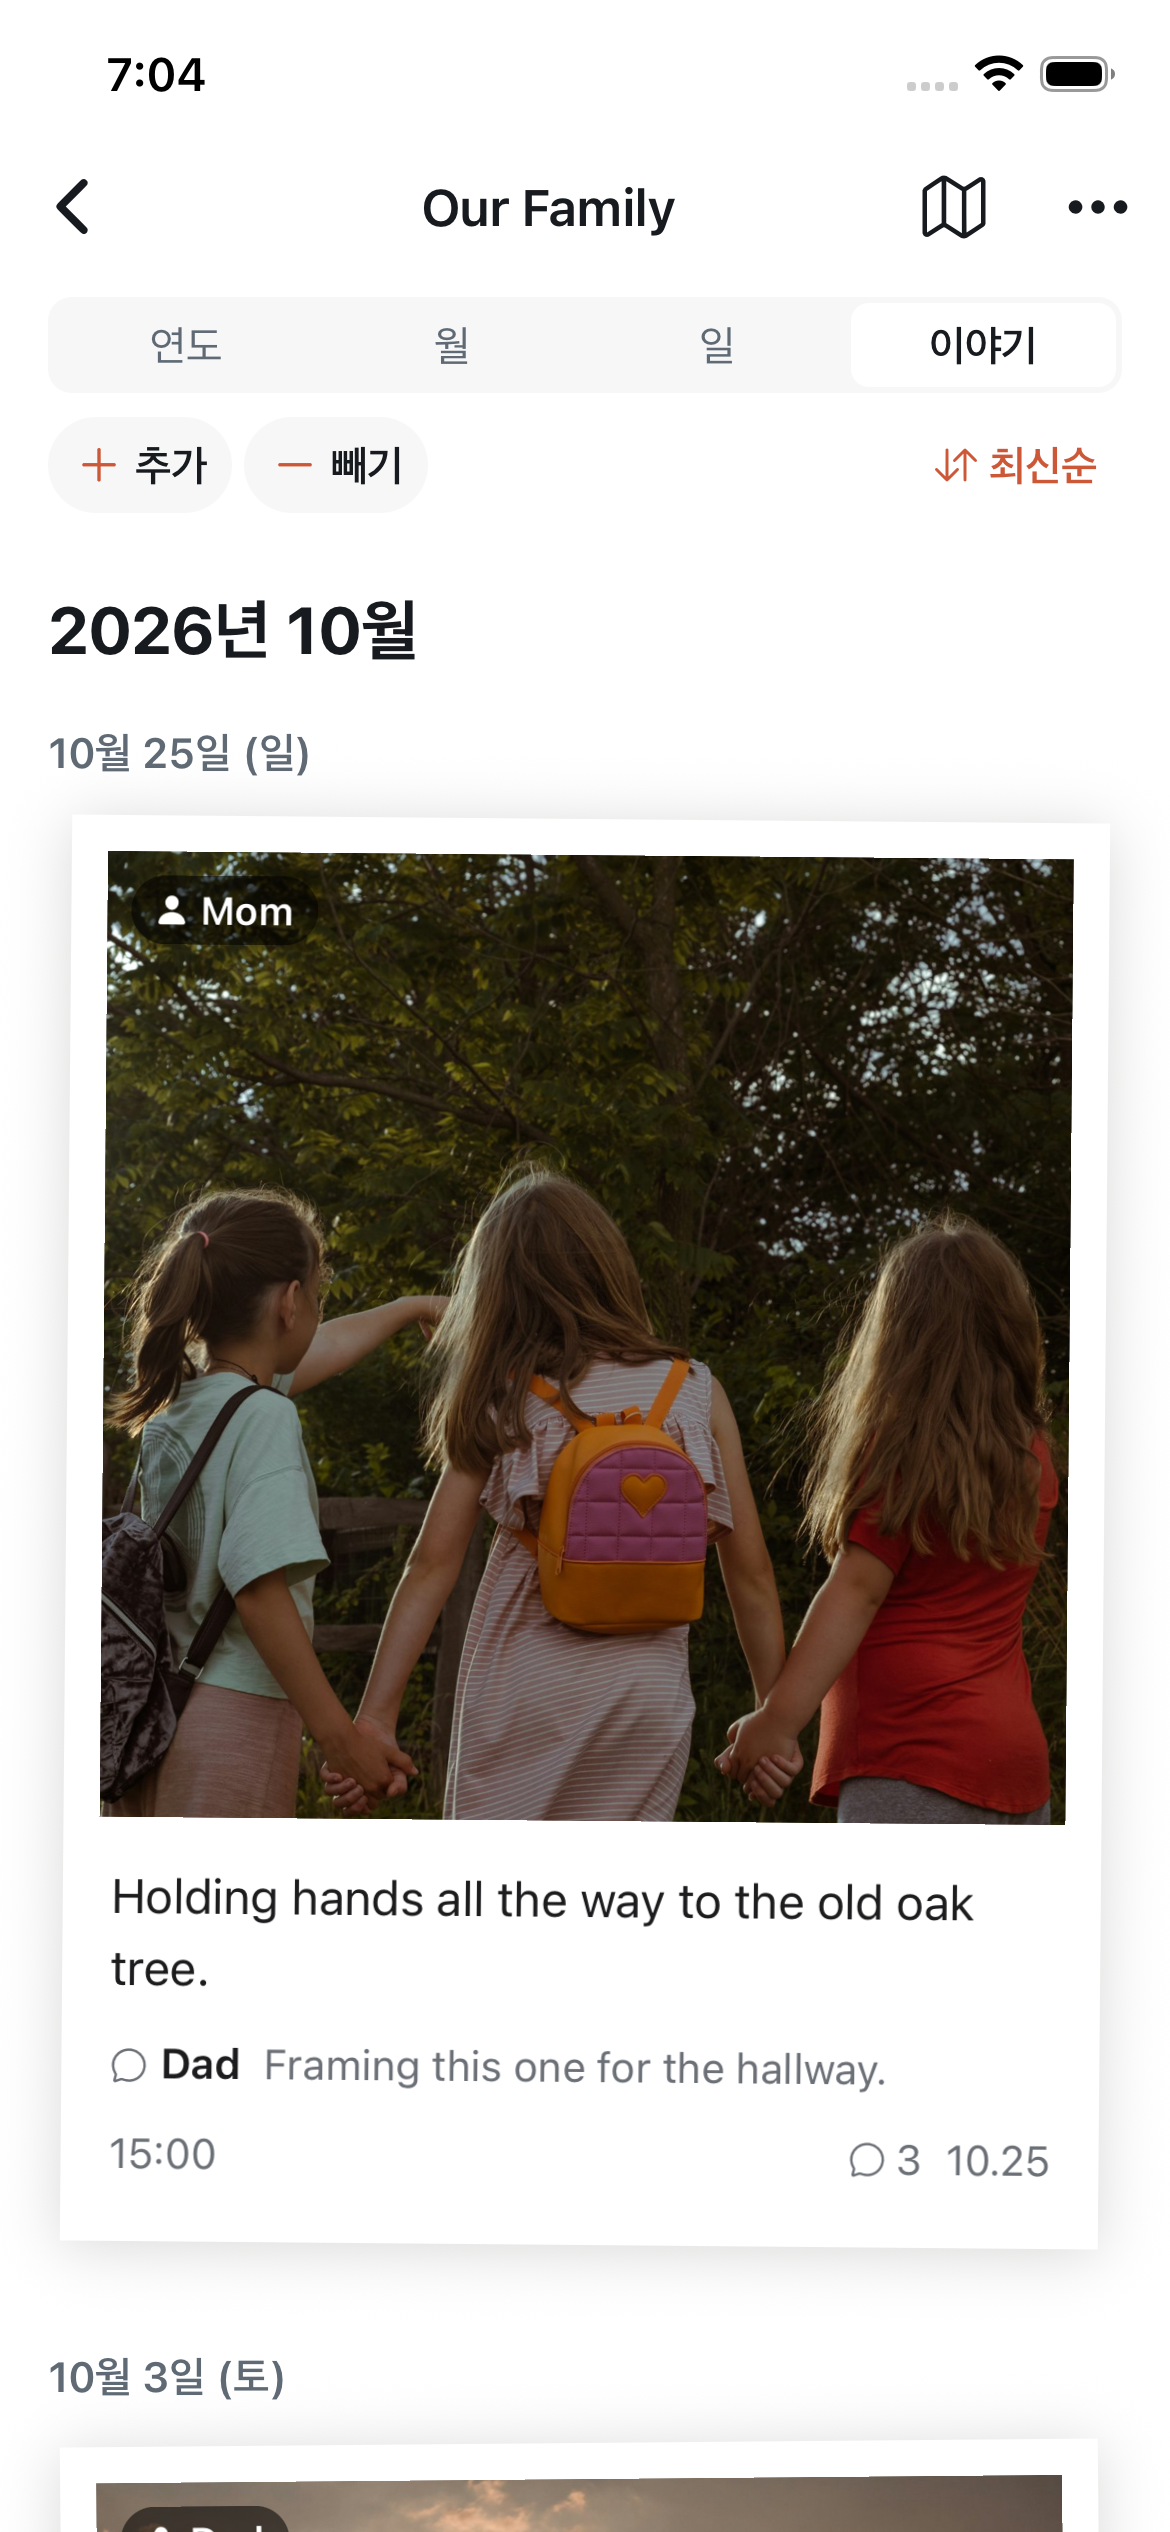 7:04
Our Family
연도 월 일 이야기
추가 빼기 최신순
2026년 10월
10월 25일 (일)
Mom
Holding hands all the way to the old oak
tree.
Dad Framing this one for the hallway.
15:00 3 10.25
10월 3일 (토)